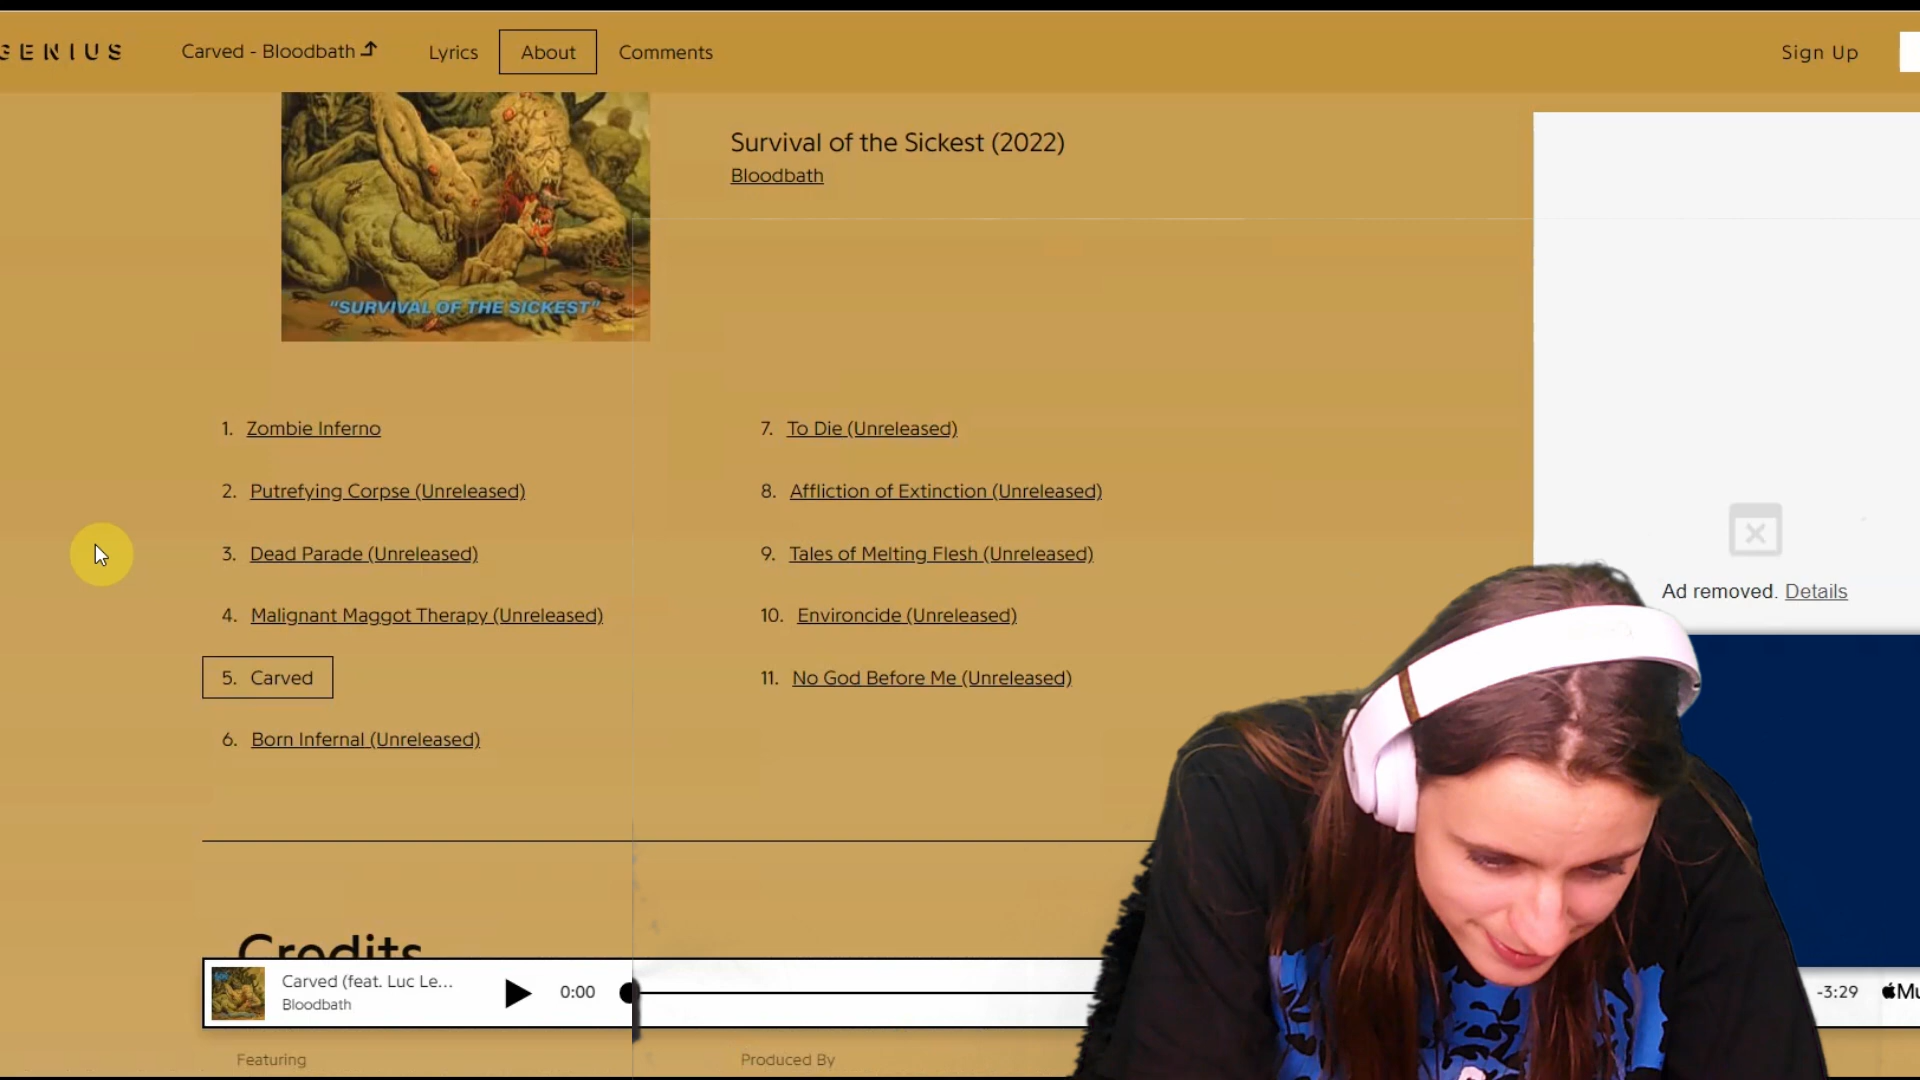 GENIUS
Carved - Bloodbath
Lyrics
About
Comments
Sign Up
Survival of the Sickest (2022)
Bloodbath
"SURVIVAL OF THE SICKEST"
1. Zombie Inferno
2. Putrefying Corpse (Unreleased)
3. Dead Parade (Unreleased)
4. Malignant Maggot Therapy (Unreleased)
5. Carved
6. Born Infernal (Unreleased)
7. To Die (Unreleased)
8. Affliction of Extinction (Unreleased)
9. Tales of Melting Flesh (Unreleased)
10. Environcide (Unreleased)
11. No God Before Me (Unreleased)
Ad removed. Details
Credits
Carved (feat. Luc Le...
Bloodbath
0:00
-3:29
Mu
Featuring
Produced By